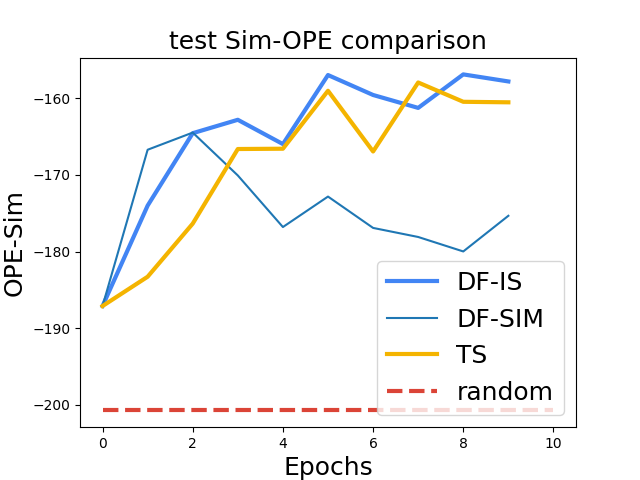 test Sim-OPE comparison
OPE-Sim
−160
−170
−180
−190
−200
DF-IS
DF-SIM
TS
random
0 2 4 6 8 10
Epochs